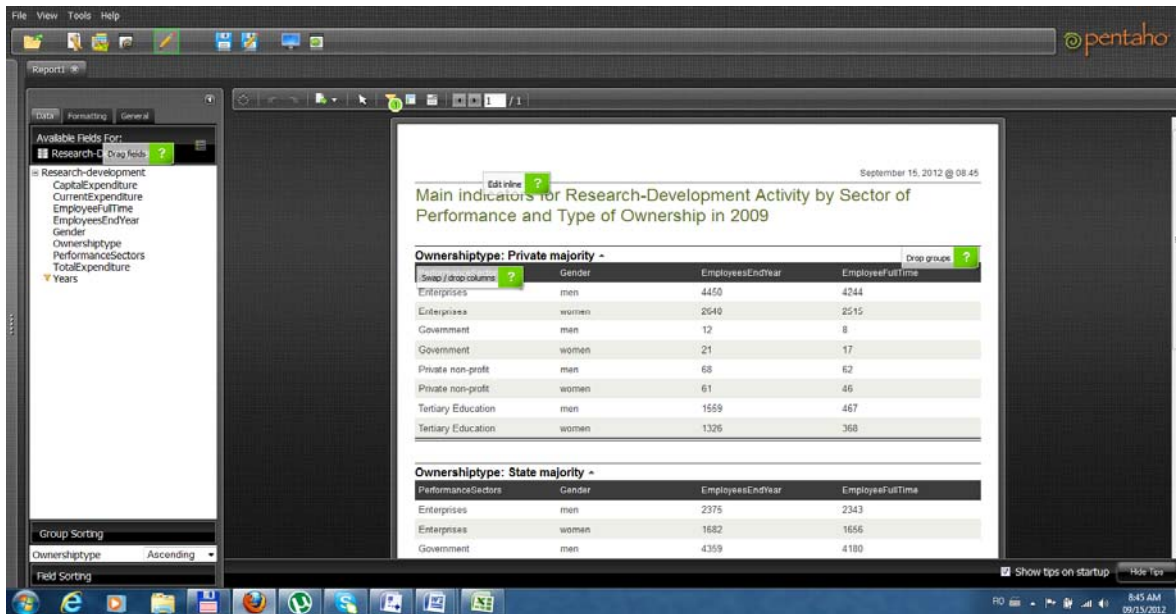 File View Tools Help
pentaho
Report1
1 / 1
Data Formatting General
Available Fields For:
Research-D
Drag fields ?
Research-development
CapitalExpenditure
CurrentExpenditure
EmployeeFullTime
EmployeesEndYear
Gender
Ownershiptype
PerformanceSectors
TotalExpenditure
Years
Group Sorting
Ownershiptype Ascending
Field Sorting
September 15, 2012 @ 08:45
Edit inline ?
Main indicators for Research-Development Activity by Sector of
Performance and Type of Ownership in 2009
Ownershiptype: Private majority
Drop groups ?
Swap / drop columns ?
Gender EmployeesEndYear EmployeeFullTime
Enterprises men 4450 4244
Enterprises women 2640 2515
Government men 12 8
Government women 21 17
Private non-profit men 68 62
Private non-profit women 61 46
Tertiary Education men 1569 467
Tertiary Education women 1326 368
Ownershiptype: State majority
PerformanceSectors Gender EmployeesEndYear EmployeeFullTime
Enterprises men 2375 2343
Enterprises women 1682 1656
Government men 4359 4180
Show tips on startup Hide Tips
RO
8:45 AM
09/15/2012